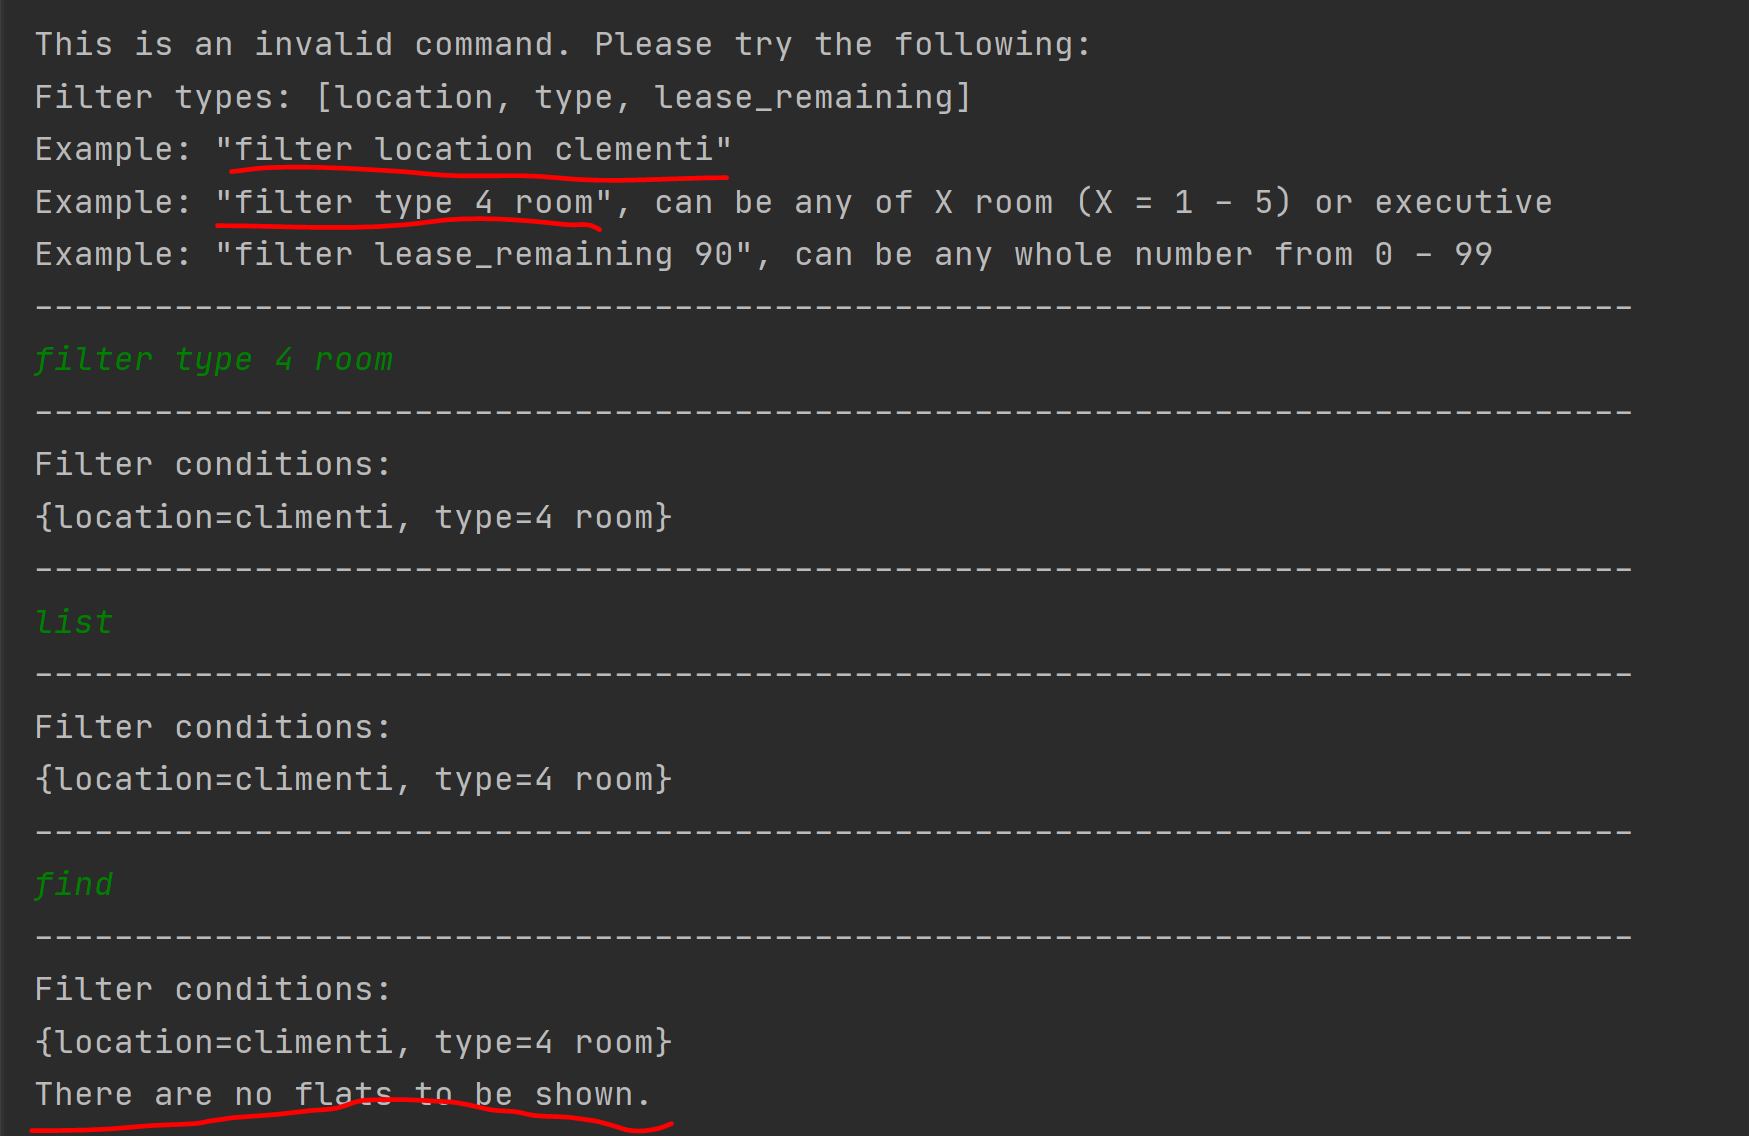 This is an invalid command. Please try the following:
Filter types: [location, type, lease_remaining]
Example: "filter location clementi"
Example: "filter type 4 room", can be any of X room (X = 1 - 5) or executive
Example: "filter lease_remaining 90", can be any whole number from 0 - 99
--------------------------------------------------------------------------------
filter type 4 room
--------------------------------------------------------------------------------
Filter conditions:
{location=climenti, type=4 room}
--------------------------------------------------------------------------------
list
--------------------------------------------------------------------------------
Filter conditions:
{location=climenti, type=4 room}
--------------------------------------------------------------------------------
find
--------------------------------------------------------------------------------
Filter conditions:
{location=climenti, type=4 room}
There are no flats to be shown.